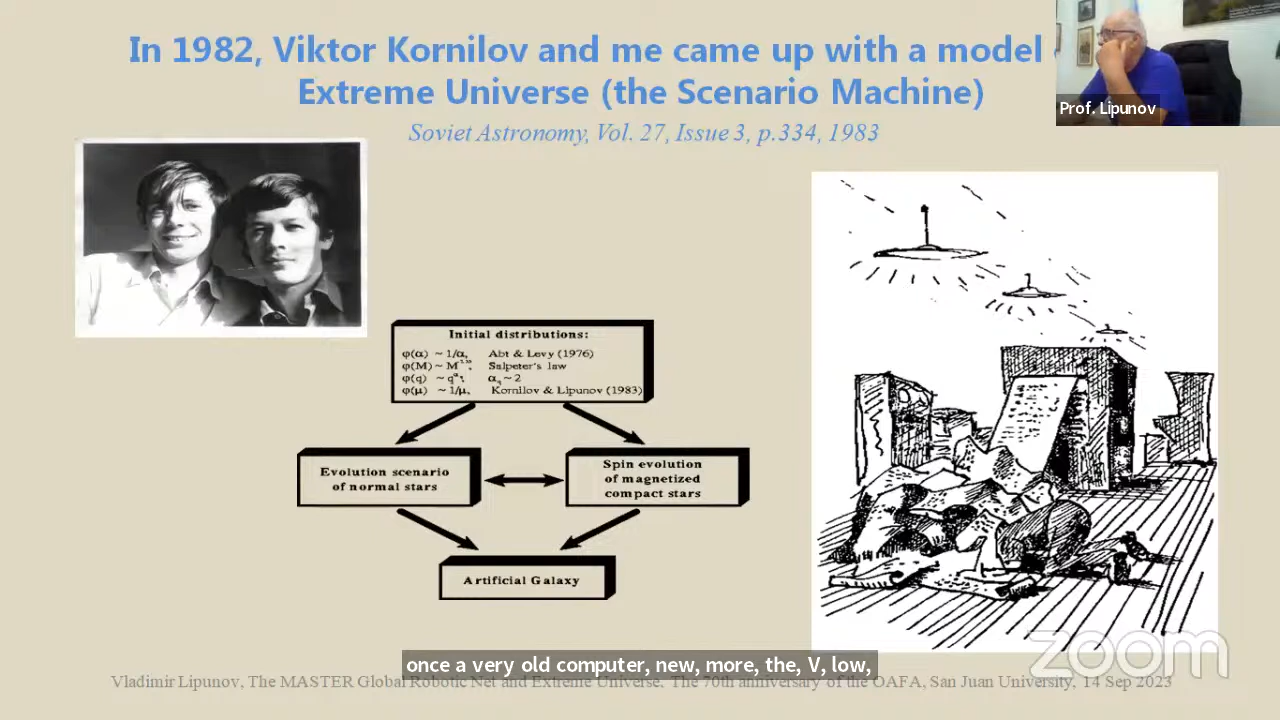 In 1982, Viktor Kornilov and me came up with a model
Extreme Universe (the Scenario Machine)
Soviet Astronomy, Vol. 27, Issue 3, p.334, 1983
Prof. Lipunov
Initial distributions:
φ(α) ~ 1/α, Abt & Levy (1976)
φ(M) ~ M Salpeter's law
φ(q) ~ q α ~ 2
φ(μ) ~ 1/μ, Kornilov & Lipunov (1983)
Evolution scenario
of normal stars
Spin evolution
of magnetized
compact stars
Artificial Galaxy
zoom
once a very old computer, new, more, the, V, low,
Vladimir Lipunov, The MASTER Global Robotic Net and Extreme Universe. The 70th anniversary of the OAFA, San Juan University, 14 Sep 2023